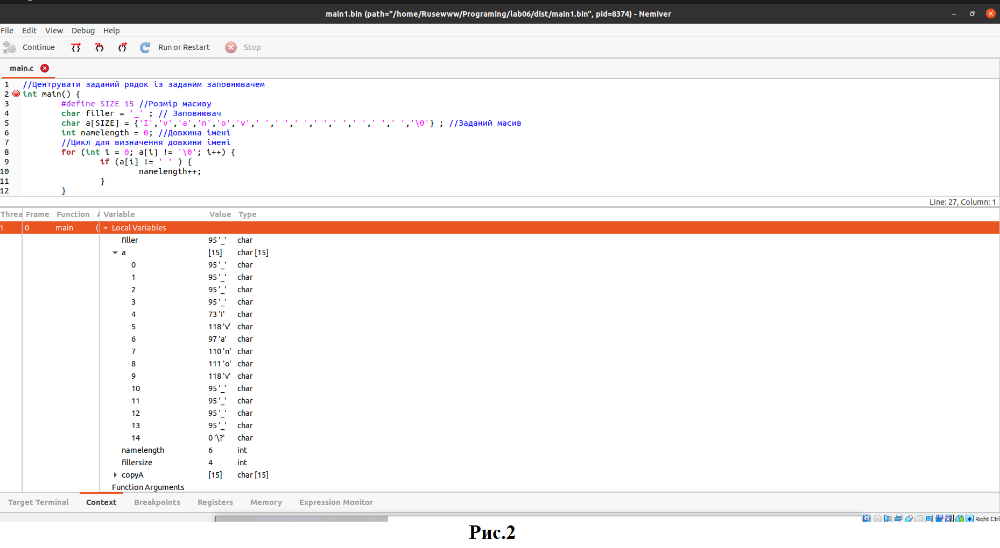 main1.bin (path="/home/Rusewww/Programing/lab06/dist/main1.bin", pid=8374) - Nemiver
File Edit View Debug Help
Continue Run or Restart Stop
main.c
1 //Центрувати заданий рядок із заданим заповнювачем
2 int main() {
3 #define SIZE 15 //Розмір масиву
4 char filler = '_' ; // Заповнювач
5 char a[SIZE] = {'I','v','a','n','o','v',' ',' ',' ',' ',' ',' ',' ',' ','\0'} ; //Заданий масив
6 int namelength = 0; //Довжина імені
7 //Цикл для визначення довжини імені
8 for (int i = 0; a[i] != '\0'; i++) {
9 if (a[i] != ' ' ) {
10 namelength++;
11 }
12 }
Line: 27, Column: 1
Threa Frame Function Variable Value Type
1 0 main ( Local Variables
filler 95 '_' char
a [15] char [15]
0 95 '_' char
1 95 '_' char
2 95 '_' char
3 95 '_' char
4 73 'I' char
5 118 'v' char
6 97 'a' char
7 110 'n' char
8 111 'o' char
9 118 'v' char
10 95 '_' char
11 95 '_' char
12 95 '_' char
13 95 '_' char
14 0 '\?' char
namelength 6 int
fillersize 4 int
copyA [15] char [15]
Function Arguments
Target Terminal Context Breakpoints Registers Memory Expression Monitor
Right Ctrl
Рис.2